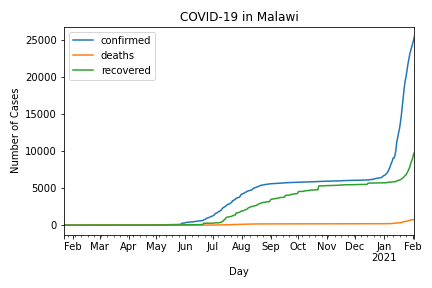 COVID-19 in Malawi
confirmed
deaths
recovered
Number of Cases
25000
20000
15000
10000
5000
0
Feb Mar Apr May Jun Jul Aug Sep Oct Nov Dec Jan Feb
2021
Day